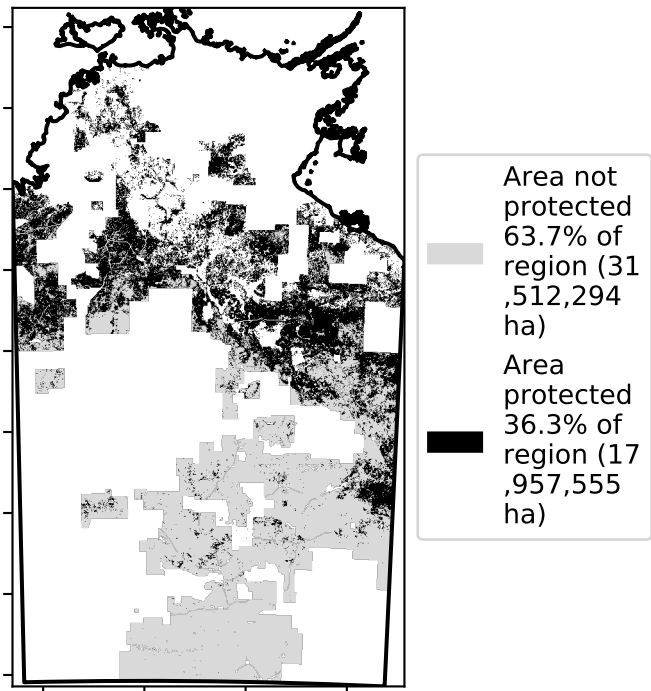 Area not
protected
63.7% of
region (31
,512,294
ha)
Area
protected
36.3% of
region (17
,957,555
ha)